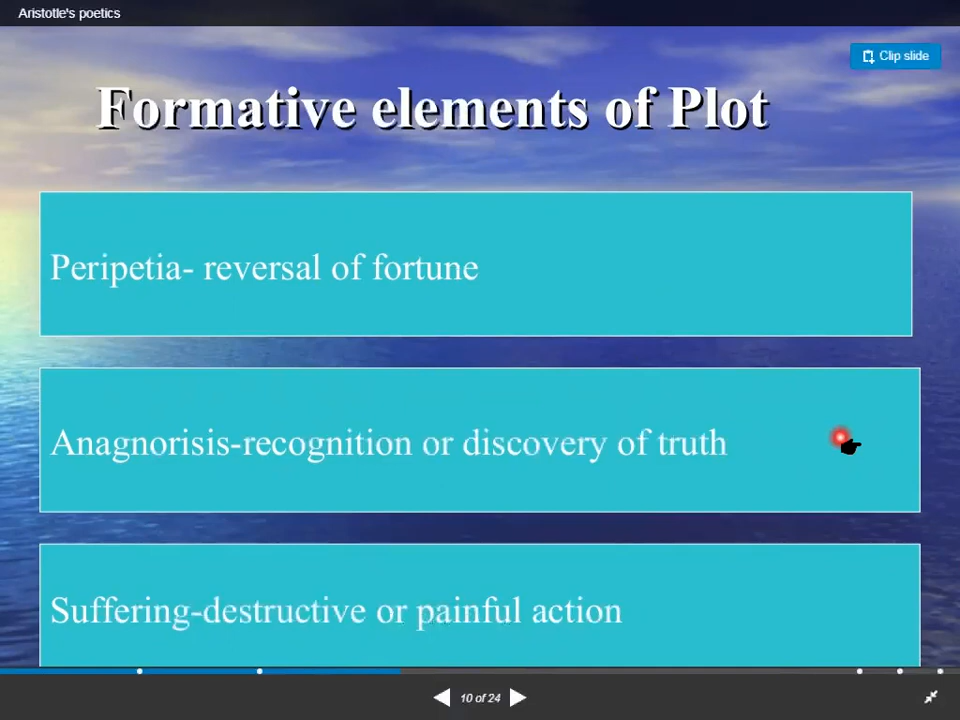 Aristotle's poetics
Clip slide
Formative elements of Plot
Peripetia- reversal of fortune
Anagnorisis-recognition or discovery of truth
Suffering-destructive or painful action
10 of 24